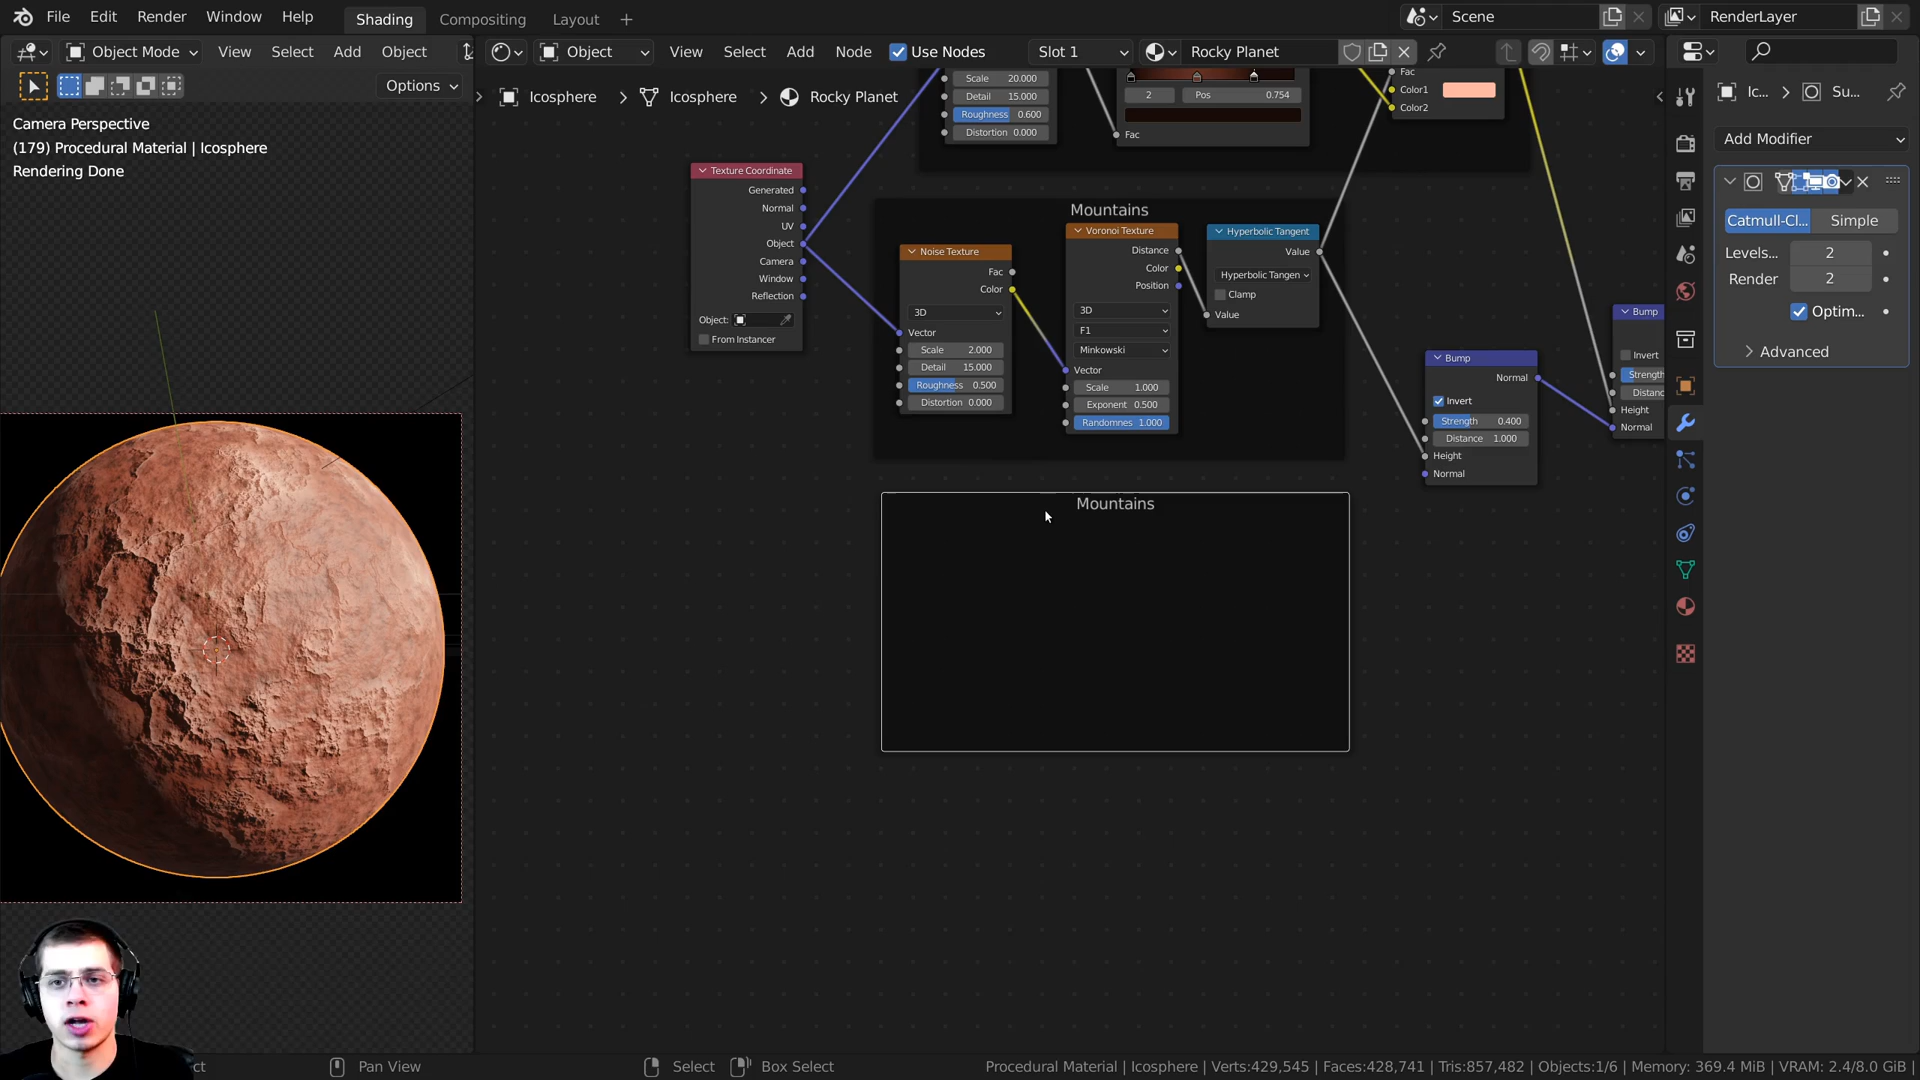 File Edit Render Window Help Shading Compositing Layout + Scene RenderLayer
Object Mode View Select Add Object Object View Select Add Node Use Nodes Slot 1 Rocky Planet
Options
Icosphere > Icosphere > Rocky Planet
Ic... > Su...
Camera Perspective
(179) Procedural Material | Icosphere
Rendering Done
Scale 20.000
Detail 15.000
Roughness 0.600
Distortion 0.000
2 Pos 0.754
Fac
Fac
Color1
Color2
Texture Coordinate
Generated
Normal
UV
Object
Camera
Window
Reflection
Object:
From Instancer
Mountains
Noise Texture
Fac
Color
3D
Vector
Scale 2.000
Detail 15.000
Roughness 0.500
Distortion 0.000
Voronoi Texture
Distance
Color
Position
3D
F1
Minkowski
Vector
Scale 1.000
Exponent 0.500
Randomnes 1.000
Hyperbolic Tangent
Value
Hyperbolic Tangen
Clamp
Value
Bump
Normal
Invert
Strength 0.400
Distance 1.000
Height
Normal
Bump
Invert
Strength
Distanc
Height
Normal
Mountains
Add Modifier
Catmull-Cl... Simple
Levels... 2
Render 2
Optim...
Advanced
ct Pan View Select Box Select Procedural Material | Icosphere | Verts:429,545 | Faces:428,741 | Tris:857,482 | Objects:1/6 | Memory: 369.4 MiB | VRAM: 2.4/8.0 GiB |